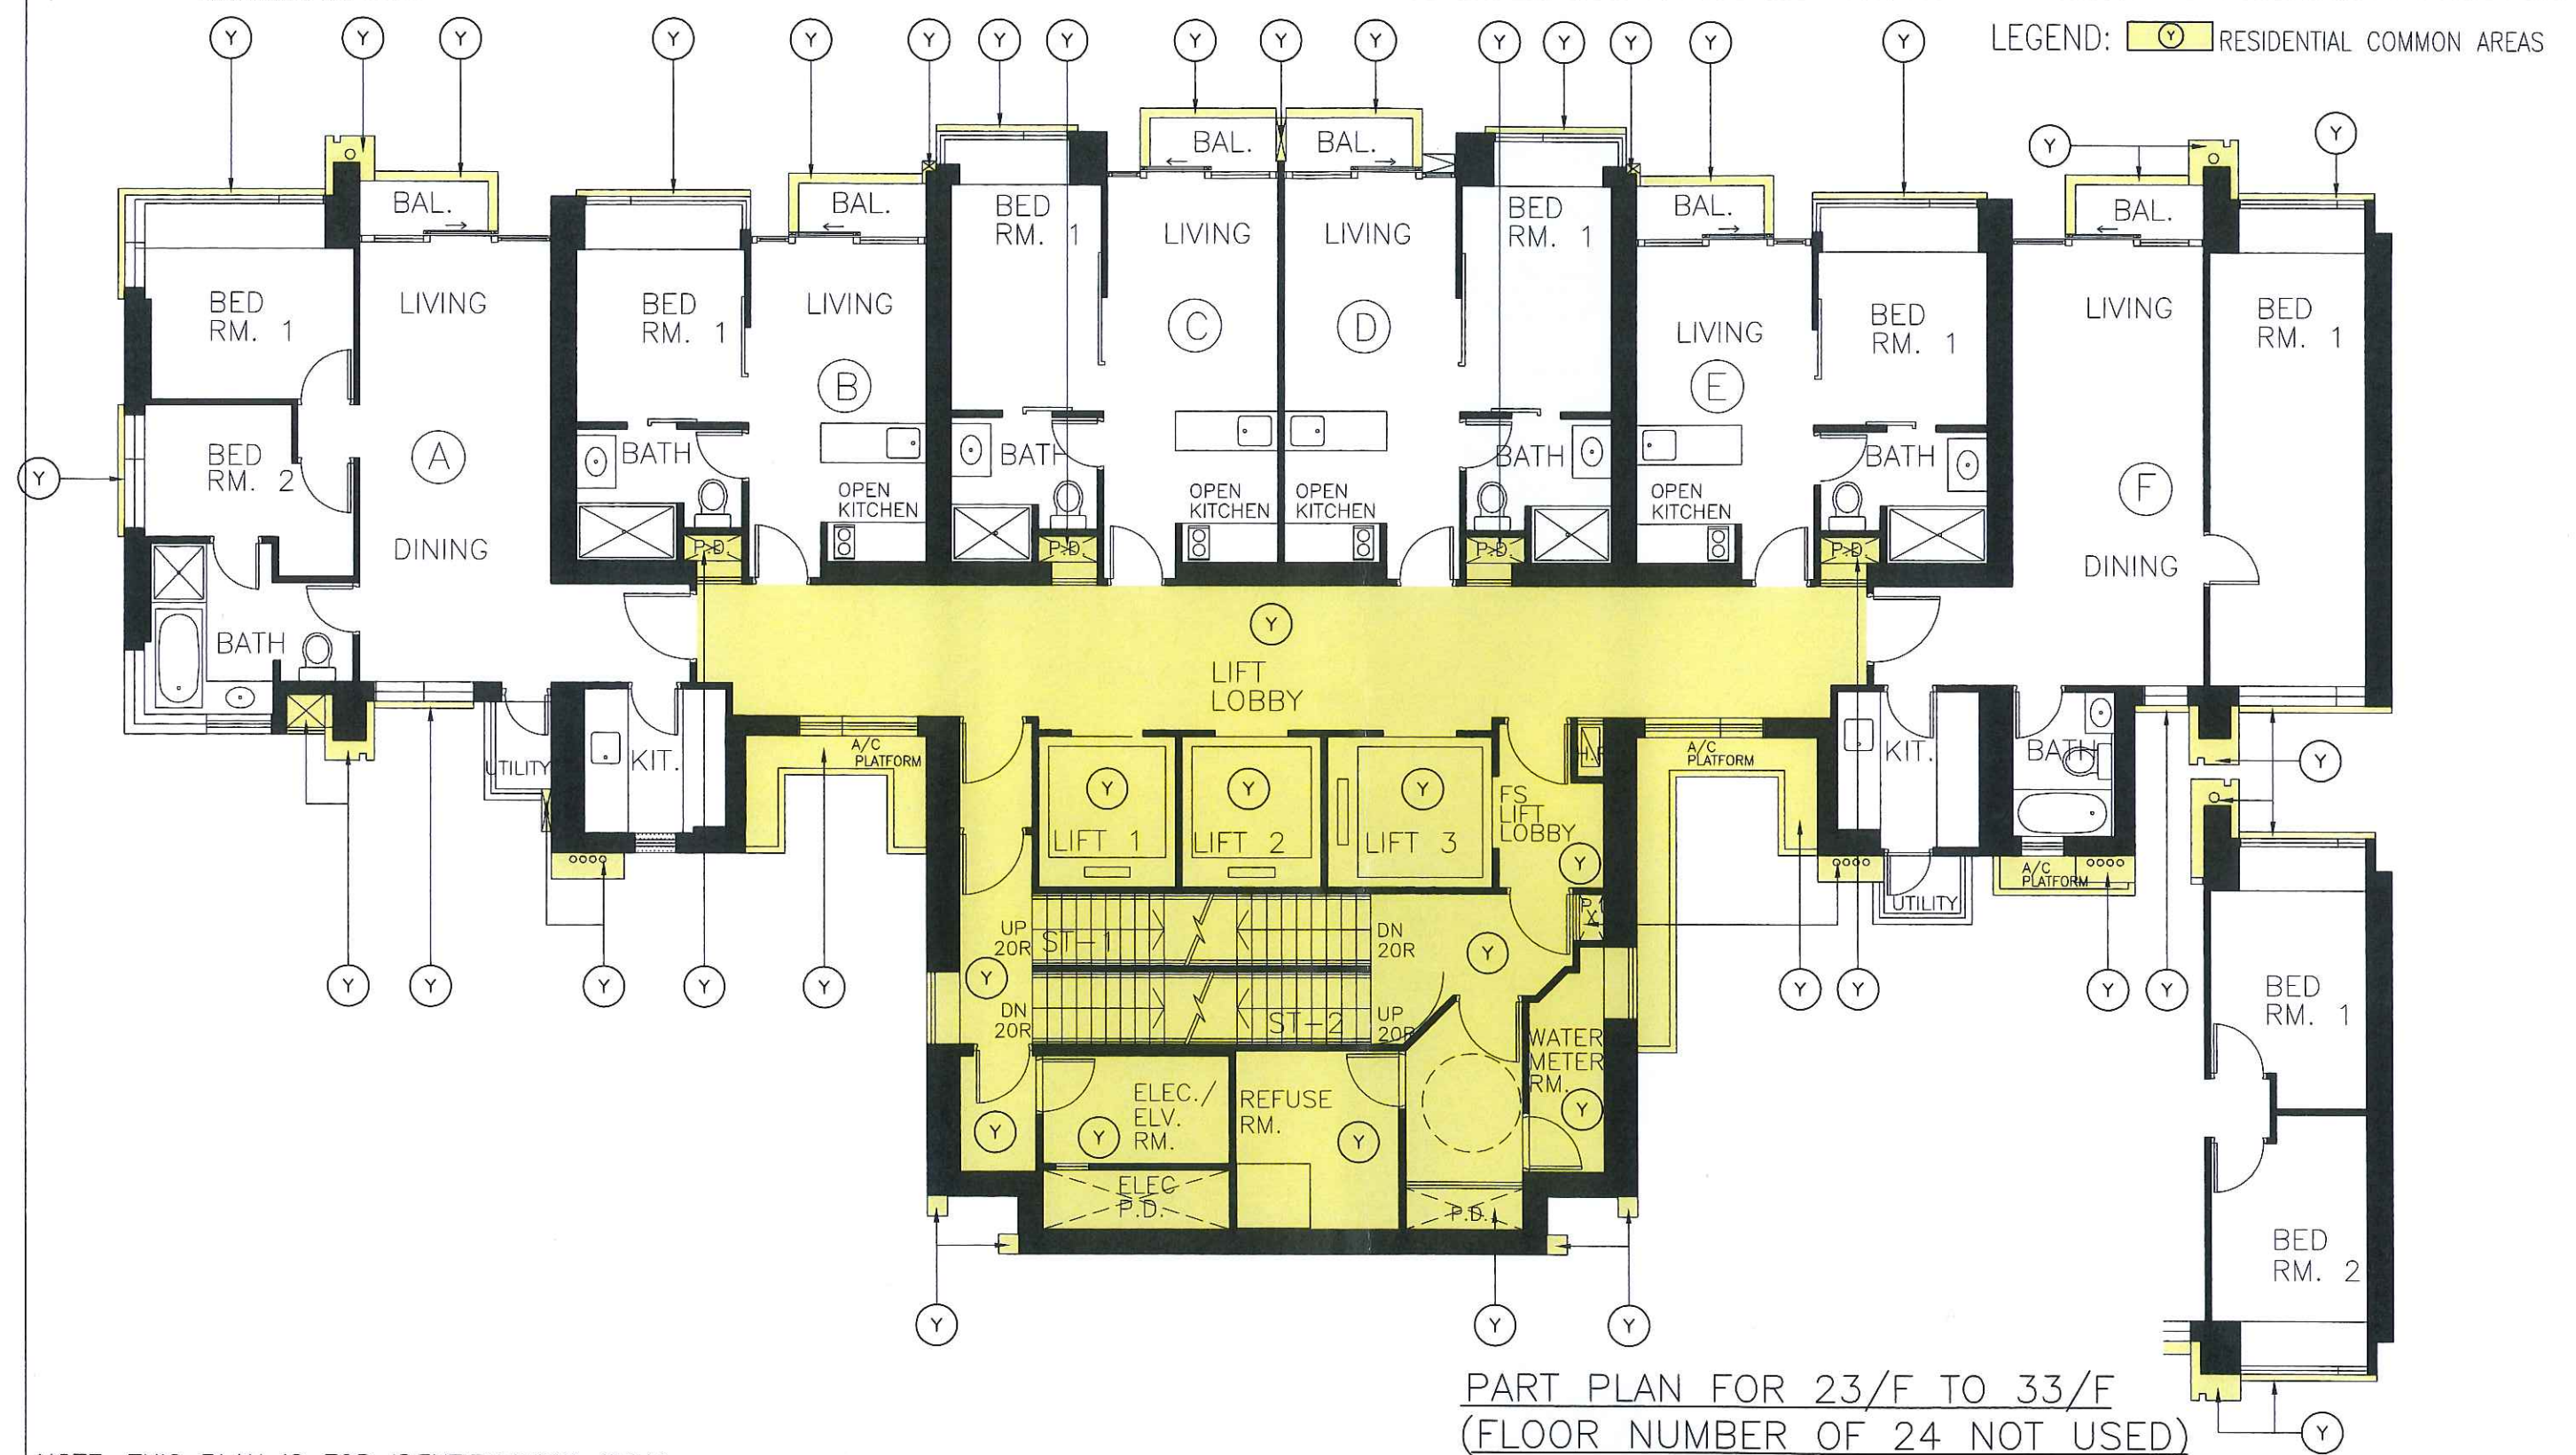 Y Y Y Y Y Y Y Y Y Y Y Y Y Y Y Y
LEGEND: Y RESIDENTIAL COMMON AREAS
Y Y
BAL. BAL. BAL. BAL. BAL. BAL.
BED
RM. 1
LIVING
BED
RM. 1
LIVING
BED
RM. 1
LIVING
LIVING
BED
RM. 1
LIVING
BED
RM. 1
LIVING
BED
RM. 1
A B C D E F
Y
BED
RM. 2
BATH
BATH
BATH
BATH
OPEN
KITCHEN
OPEN
KITCHEN
OPEN
KITCHEN
OPEN
KITCHEN
DINING
P.D. P.D. P.D. P.D.
DINING
BATH
Y
LIFT
LOBBY
UTILITY
KIT.
A/C
PLATFORM
Y
LIFT 1
Y
LIFT 2
Y
LIFT 3
FS
LIFT
LOBBY
Y
A/C
PLATFORM
KIT.
BATH
Y
UTILITY
A/C
PLATFORM
UP
20R
ST-1
DN
20R
Y
Y
DN
20R
ST-2
UP
20R
Y Y Y Y Y
Y Y Y Y
WATER
METER
RM.
Y
BED
RM. 1
Y
ELEC./
ELV.
RM.
Y
REFUSE
RM.
Y
ELEC
P.D.
P.D.
BED
RM. 2
Y Y Y
PART PLAN FOR 23/F TO 33/F
(FLOOR NUMBER OF 24 NOT USED)
Y